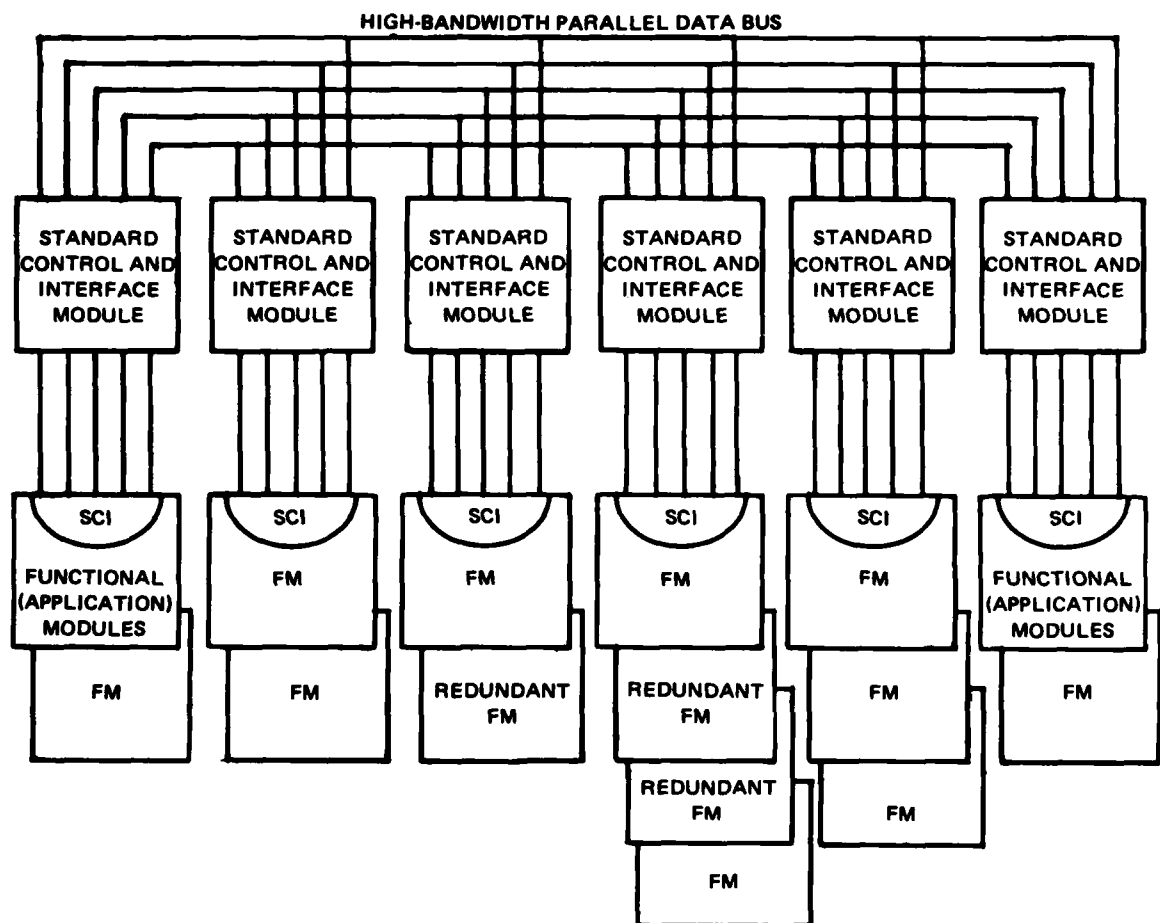 HIGH-BANDWIDTH PARALLEL DATA BUS
STANDARD
CONTROL AND
INTERFACE
MODULE
STANDARD
CONTROL AND
INTERFACE
MODULE
STANDARD
CONTROL AND
INTERFACE
MODULE
STANDARD
CONTROL AND
INTERFACE
MODULE
STANDARD
CONTROL AND
INTERFACE
MODULE
STANDARD
CONTROL AND
INTERFACE
MODULE
SCI
FUNCTIONAL
(APPLICATION)
MODULES
FM
SCI
FM
FM
SCI
FM
REDUNDANT
FM
SCI
FM
REDUNDANT
FM
REDUNDANT
FM
FM
SCI
FM
FM
FM
SCI
FUNCTIONAL
(APPLICATION)
MODULES
FM